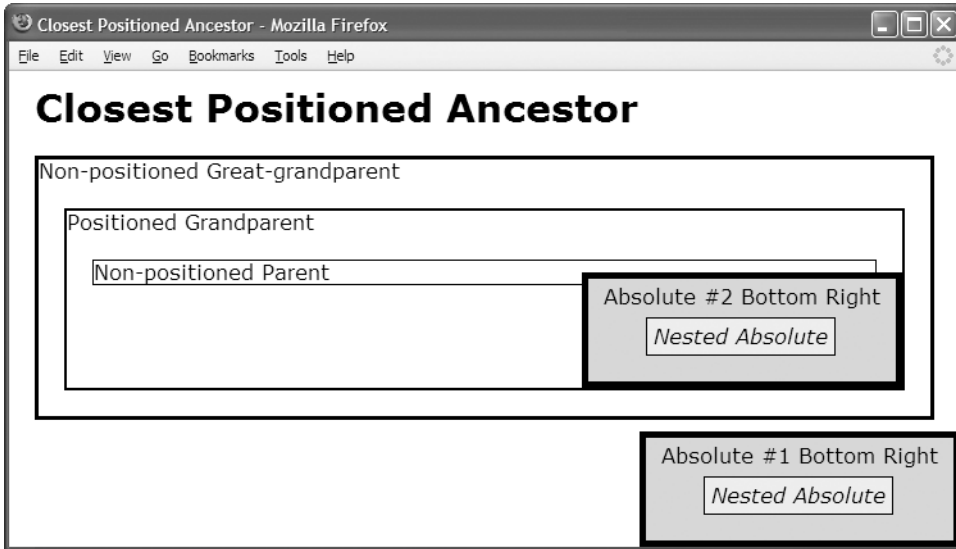 Closest Positioned Ancestor - Mozilla Firefox
File Edit View Go Bookmarks Tools Help
Closest Positioned Ancestor
Non-positioned Great-grandparent
Positioned Grandparent
Non-positioned Parent
Absolute #2 Bottom Right
Nested Absolute
Absolute #1 Bottom Right
Nested Absolute